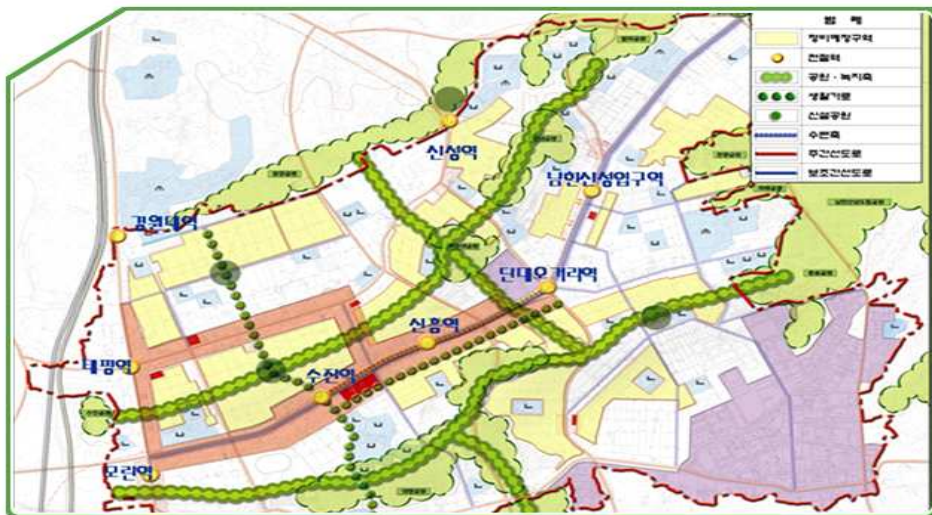 범 례
정비예정구역
전철역
공원·녹지축
생활가로
신설공원
수변축
주간선도로
보조간선도로
신성역
남한산성입구역
경원대역
단대오거리역
신흥역
태평역
수진역
모란역